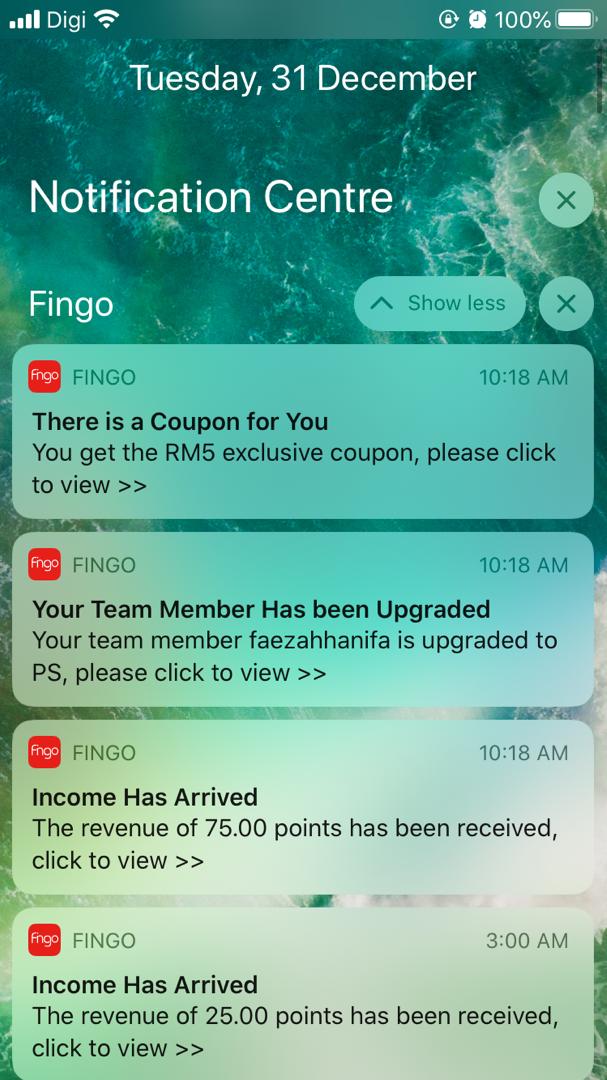 Digi 100%
Tuesday, 31 December
Notification Centre
Fingo Show less
Fingo FINGO 10:18 AM
There is a Coupon for You
You get the RM5 exclusive coupon, please click
to view >>
Fingo FINGO 10:18 AM
Your Team Member Has been Upgraded
Your team member faezahhanifa is upgraded to
PS, please click to view >>
Fingo FINGO 10:18 AM
Income Has Arrived
The revenue of 75.00 points has been received,
click to view >>
Fingo FINGO 3:00 AM
Income Has Arrived
The revenue of 25.00 points has been received,
click to view >>